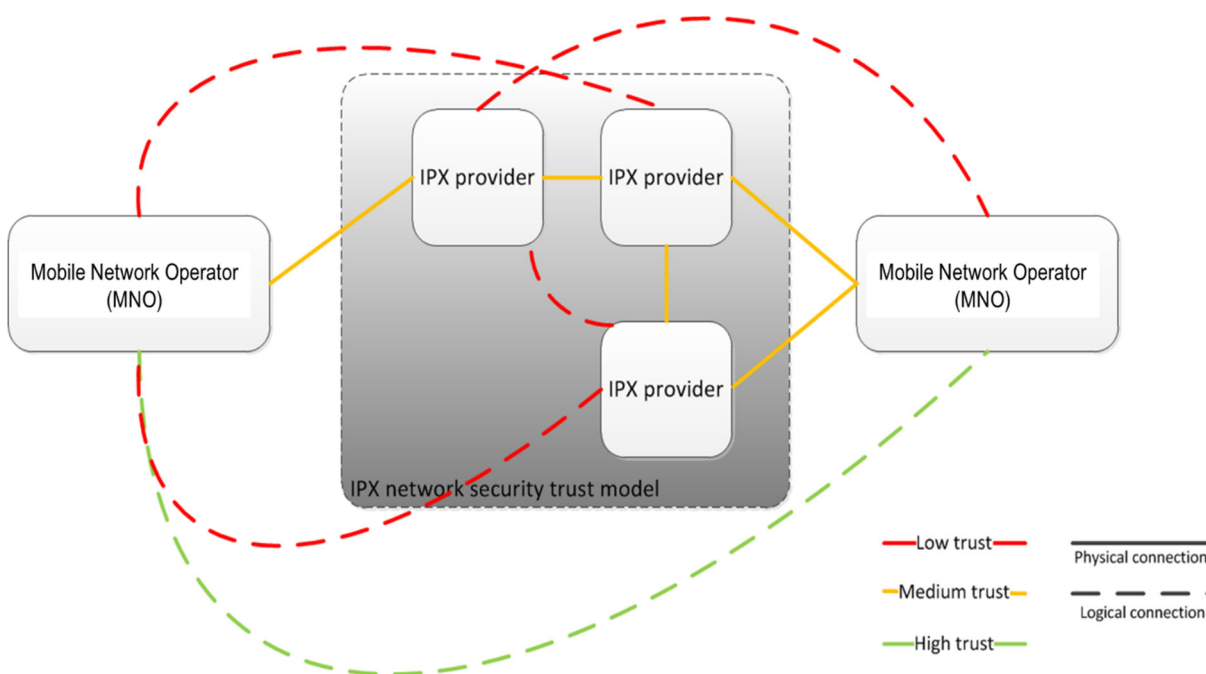 IPX provider
IPX provider
Mobile Network Operator
(MNO)
Mobile Network Operator
(MNO)
IPX provider
IPX network security trust model
Low trust
Physical connection
Medium trust
Logical connection
High trust